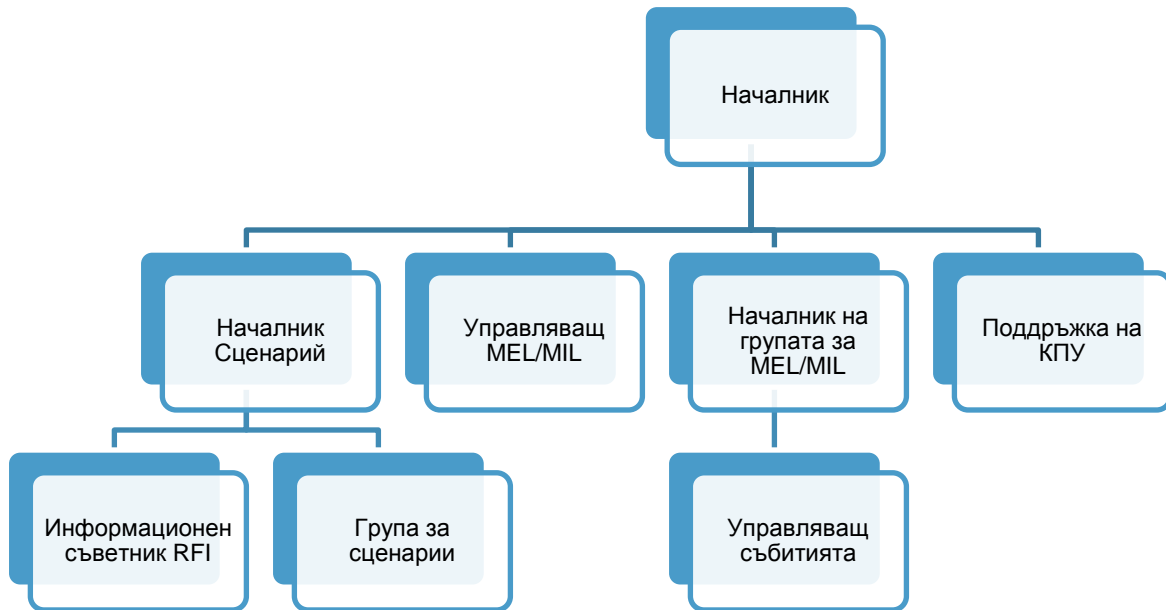 Началник
Началник
Сценарий
Управляващ
MEL/MIL
Началник на
групата за
MEL/MIL
Поддръжка на
КПУ
Информационен
съветник RFI
Група за
сценарии
Управляващ
събитията